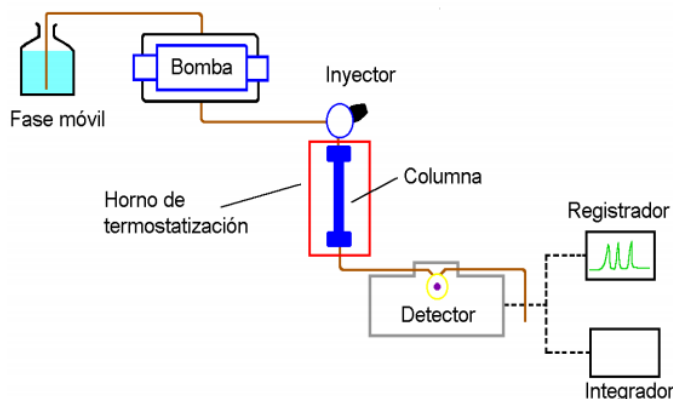 Bomba
Inyector
Fase móvil
Horno de
termostatización
Columna
Registrador
Detector
Integrador